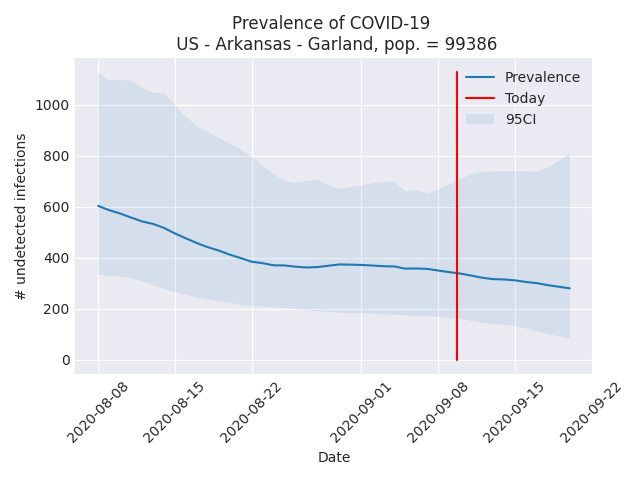 Prevalence of COVID-19
US - Arkansas - Garland, pop. = 99386
Prevalence
Today
95CI
1000
800
600
400
200
0
# undetected infections
2020-08-08
2020-08-15
2020-08-22
2020-09-01
2020-09-08
2020-09-15
2020-09-22
Date